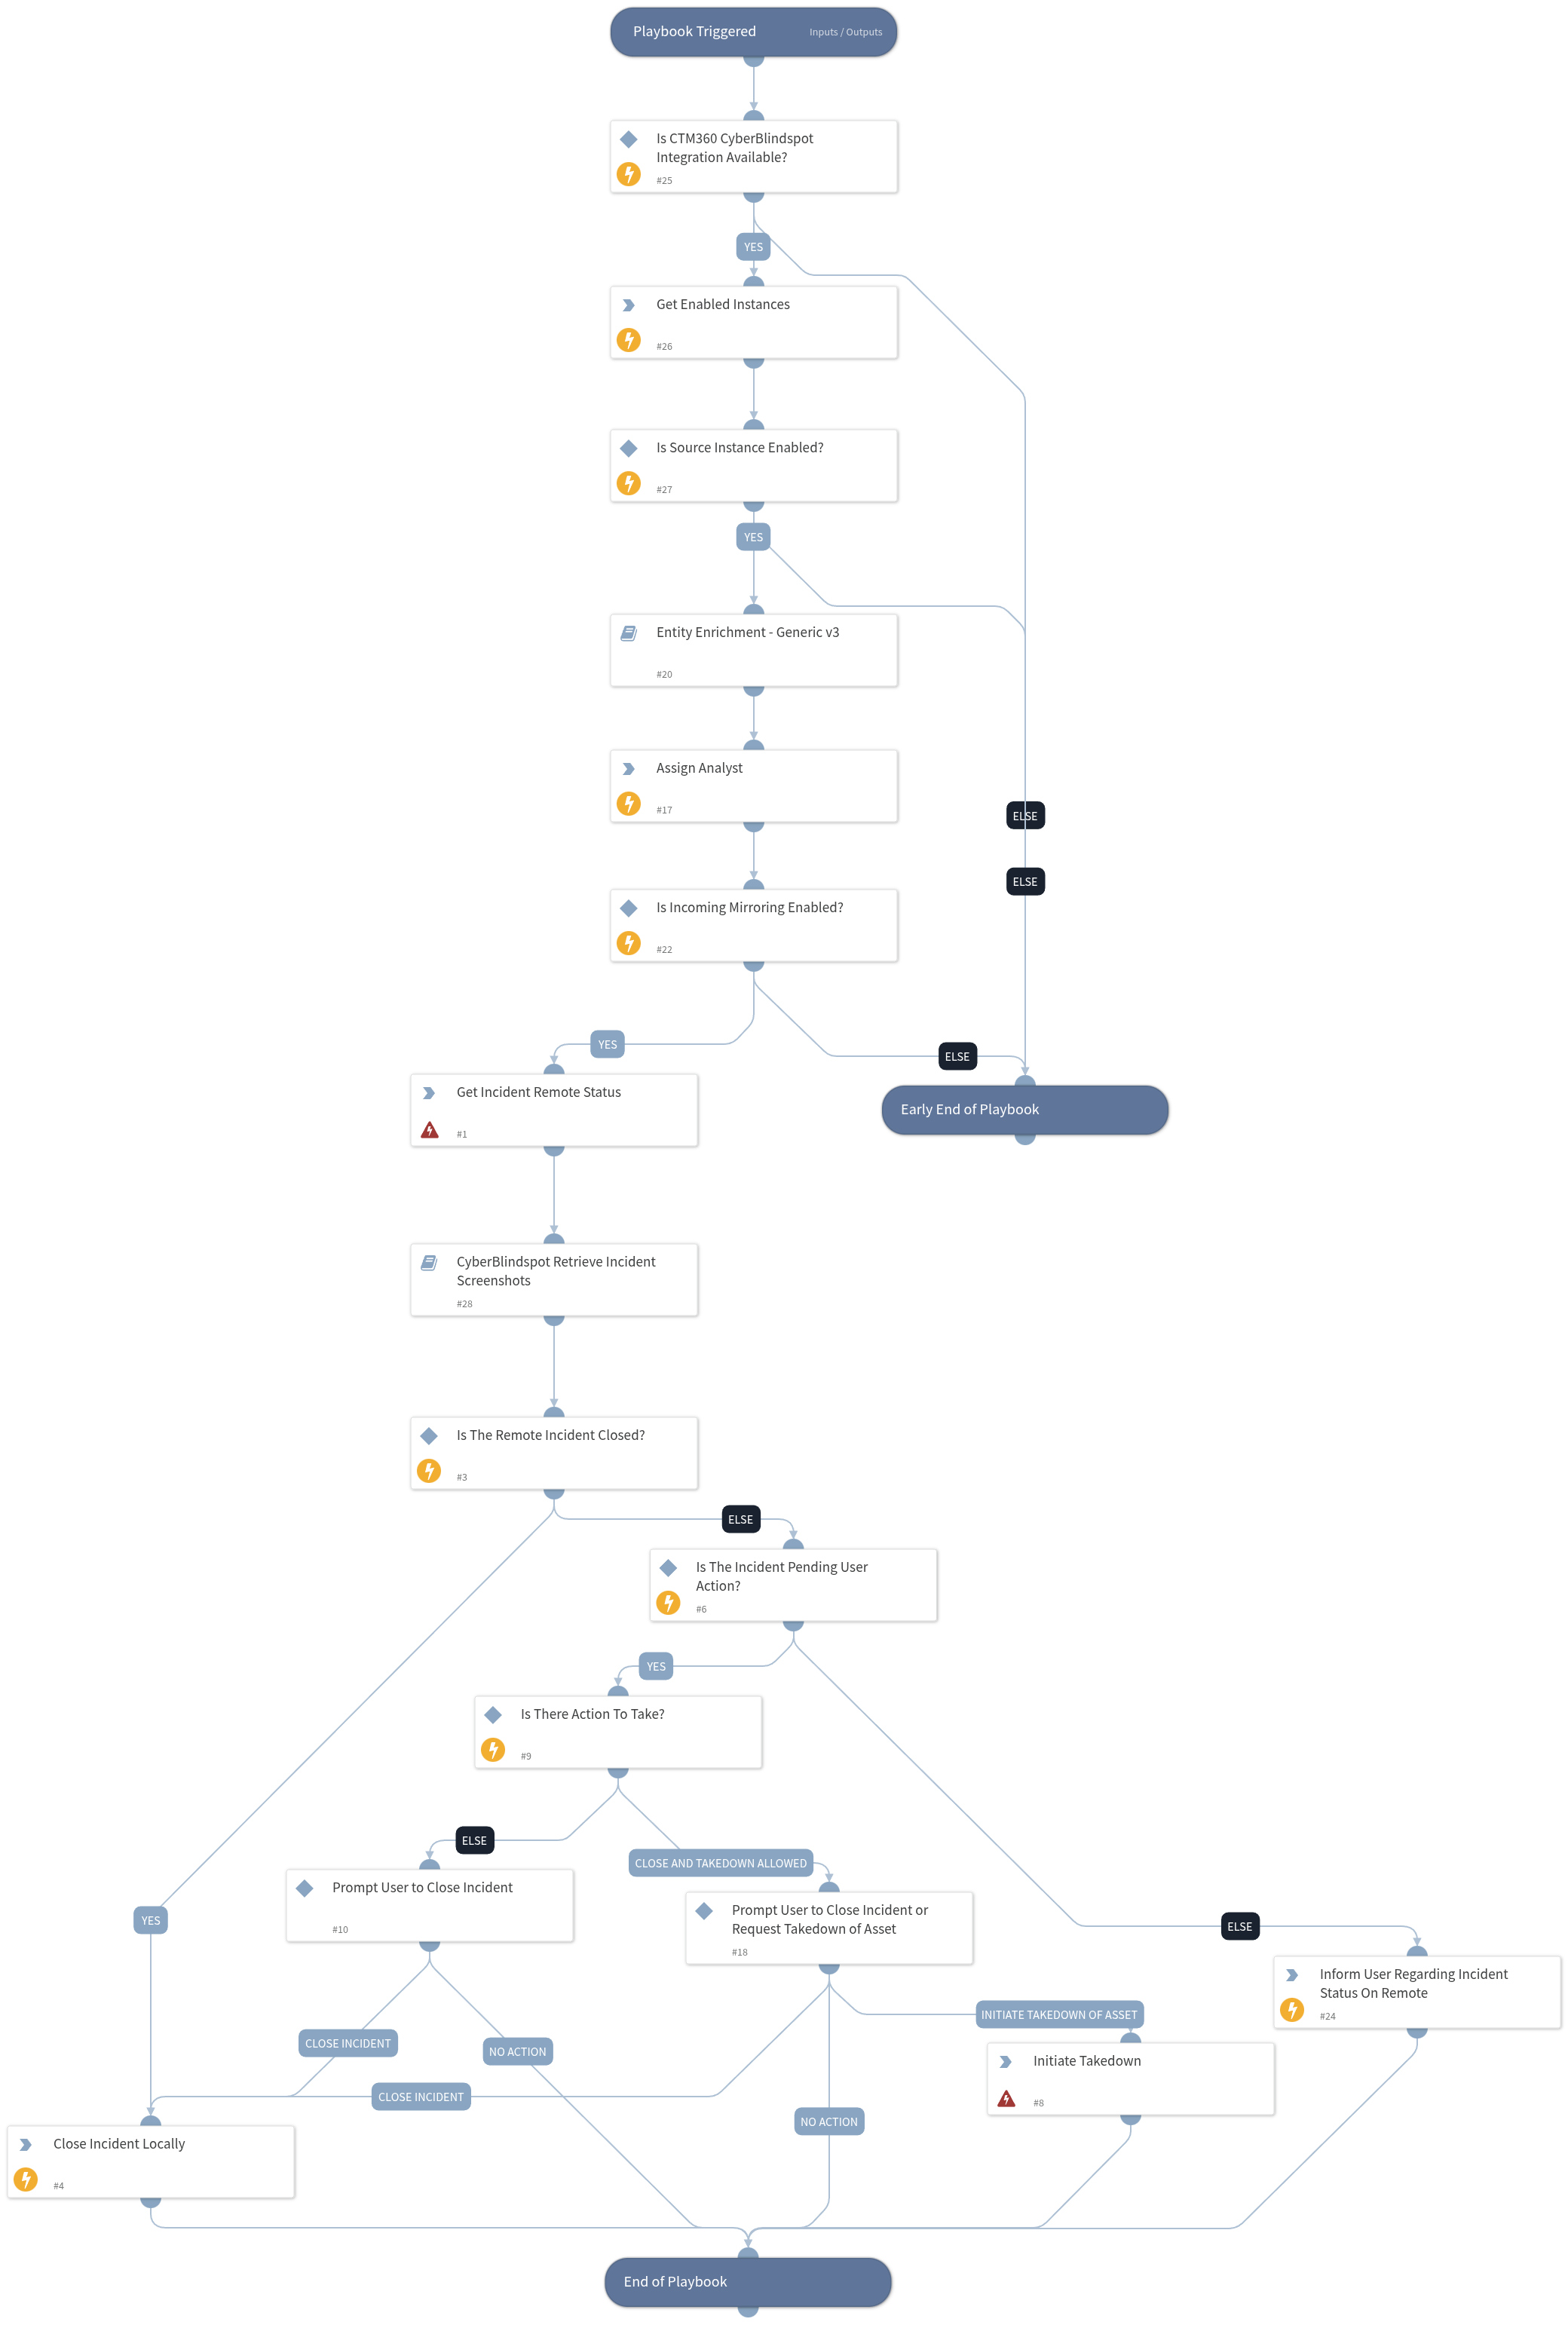 Playbook Triggered
Inputs / Outputs
Is CTM360 CyberBlindspot
Integration Available?
#25
YES
Get Enabled Instances
#26
Is Source Instance Enabled?
#27
YES
Entity Enrichment - Generic v3
#20
Assign Analyst
#17
ELSE
ELSE
Is Incoming Mirroring Enabled?
#22
YES
ELSE
Get Incident Remote Status
#1
Early End of Playbook
CyberBlindspot Retrieve Incident
Screenshots
#28
Is The Remote Incident Closed?
#3
ELSE
Is The Incident Pending User
Action?
#6
YES
Is There Action To Take?
#9
ELSE
CLOSE AND TAKEDOWN ALLOWED
Prompt User to Close Incident
#10
Prompt User to Close Incident or
Request Takedown of Asset
#18
YES
ELSE
Inform User Regarding Incident
Status On Remote
#24
INITIATE TAKEDOWN OF ASSET
CLOSE INCIDENT
NO ACTION
Initiate Takedown
#8
CLOSE INCIDENT
NO ACTION
Close Incident Locally
#4
End of Playbook